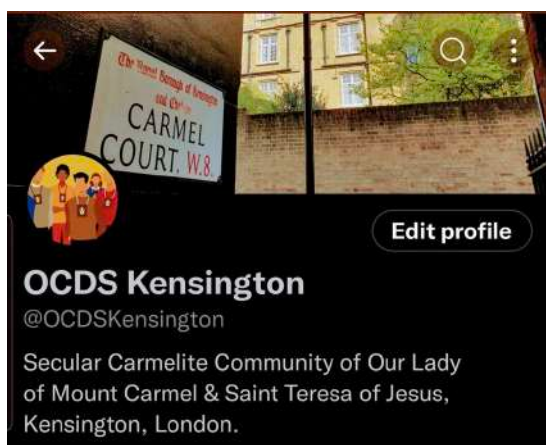 The Royal Borough of Kensington
and Chelsea
CARMEL
COURT. W.8.
Edit profile
OCDS Kensington
@OCDSKensington
Secular Carmelite Community of Our Lady
of Mount Carmel & Saint Teresa of Jesus,
Kensington, London.